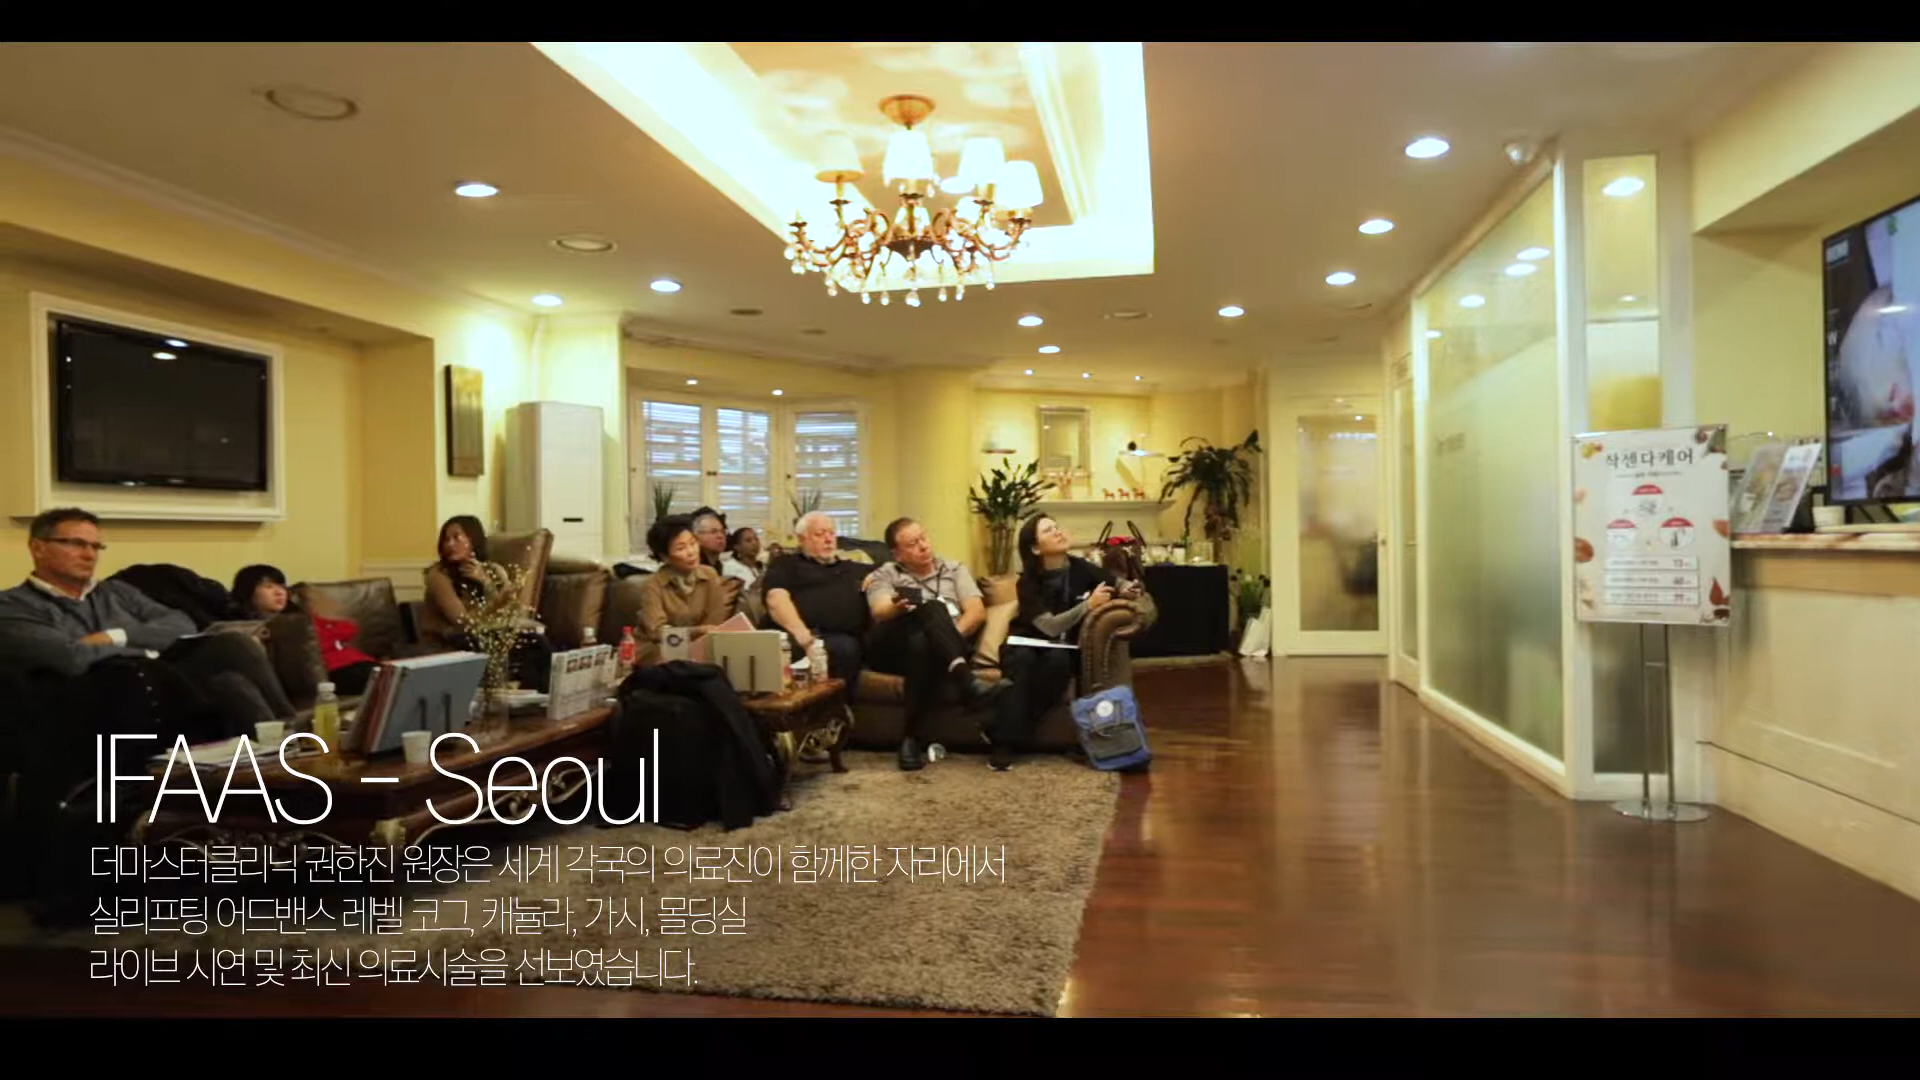 삭센다케어
IFAAS - Seoul
더마스터클리닉 권한진 원장은 세계 각국의 의료진이 함께한 자리에서
실리프팅 어드밴스 레벨 코그, 캐뉼라, 가시, 몰딩실
라이브 시연 및 최신 의료시술을 선보였습니다.